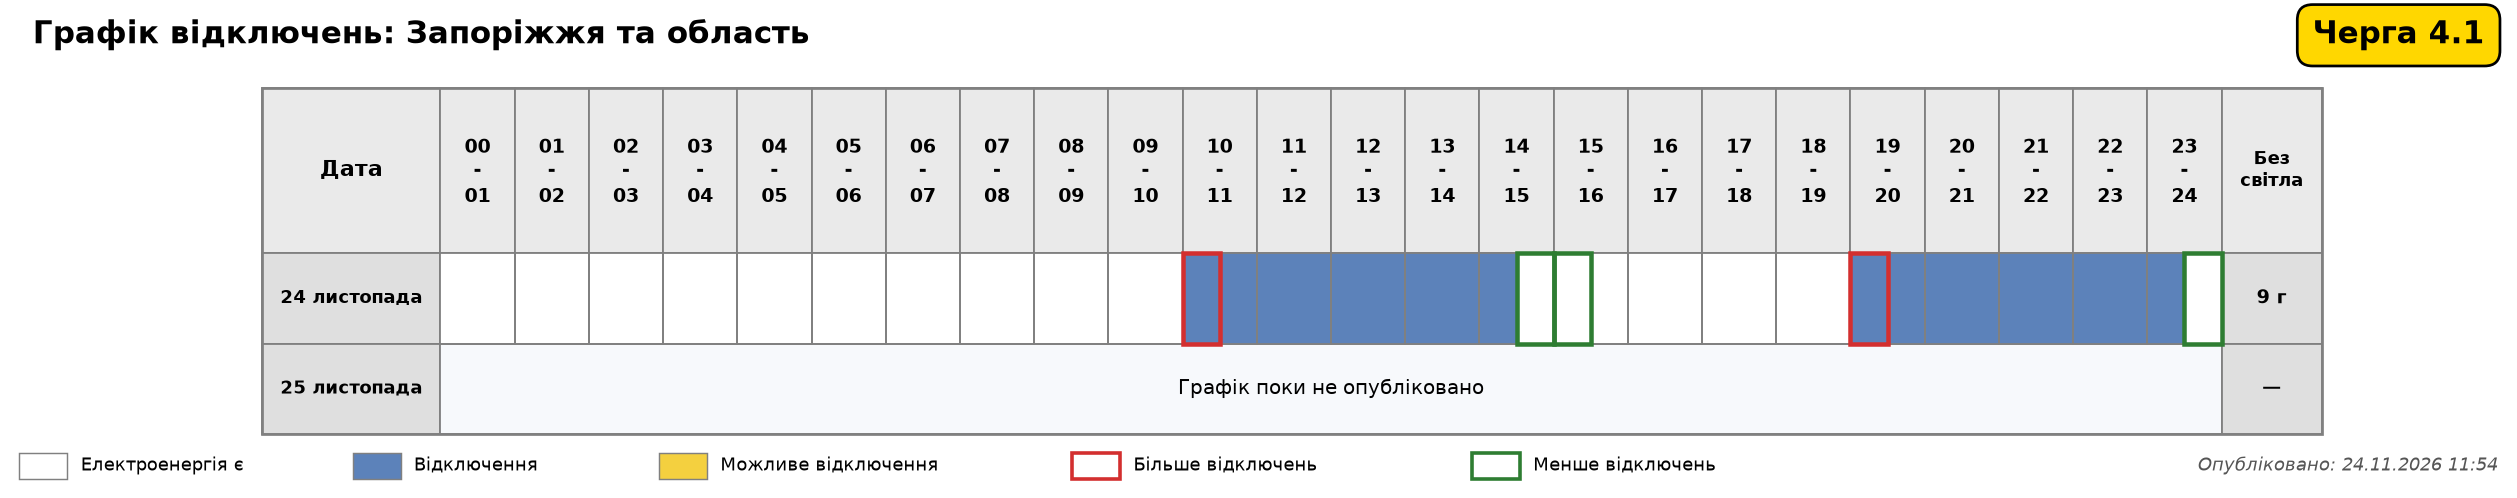 Графік відключень: Запоріжжя та область
Черга 4.1
Дата
00 - 01
01 - 02
02 - 03
03 - 04
04 - 05
05 - 06
06 - 07
07 - 08
08 - 09
09 - 10
10 - 11
11 - 12
12 - 13
13 - 14
14 - 15
15 - 16
16 - 17
17 - 18
18 - 19
19 - 20
20 - 21
21 - 22
22 - 23
23 - 24
Без
світла
24 листопада
9 г
25 листопада
Графік поки не опубліковано
—
Електроенергія є
Відключення
Можливе відключення
Більше відключень
Менше відключень
Опубліковано: 24.11.2026 11:54